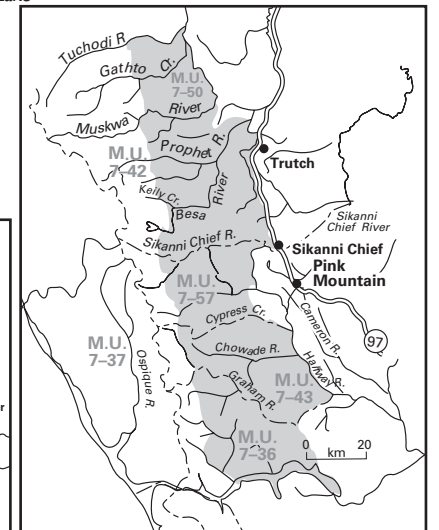 Tuchodi R.
Gathto Cr.
M.U.
7–50
River
Muskwa
Prophet R.
M.U.
7–42
Trutch
Keily Cr.
River
Besa
Sikanni
Chief River
Sikanni Chief R.
Sikanni Chief
Pink
Mountain
M.U.
7–57
Cypress Cr.
Cameron R.
97
M.U.
7–37
Chowade R.
Ospique R.
Halfway R.
Graham R.
M.U.
7–43
M.U.
7–36
0 20
km